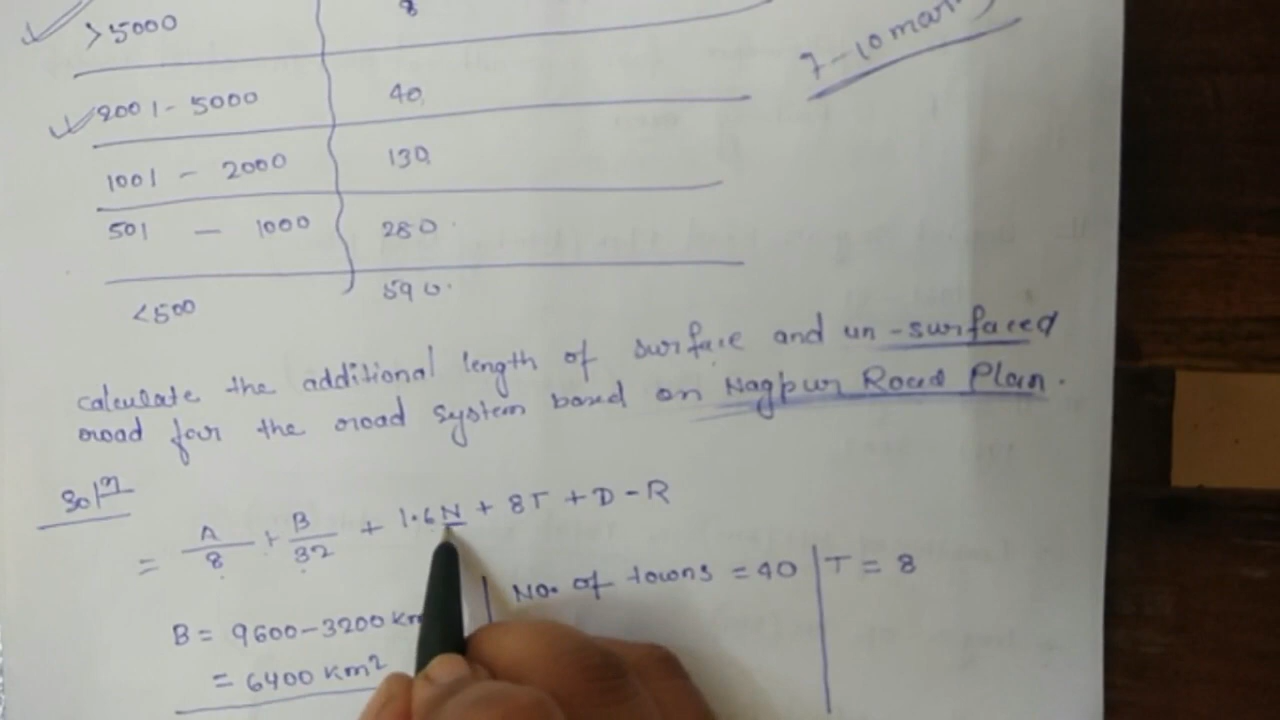 >5000 8
7-10 mar
2001 - 5000 40
1001 - 2000 130
501 - 1000 280
<500 590
calculate the additional length of surface and un-surfaced
road for the road system based on Nagpur Road Plan.
Sol^n
= A/8 + B/32 + 1.6N + 8T + D - R
No. of towns = 40 | T = 8
B = 9600-3200 km
= 6400 km²